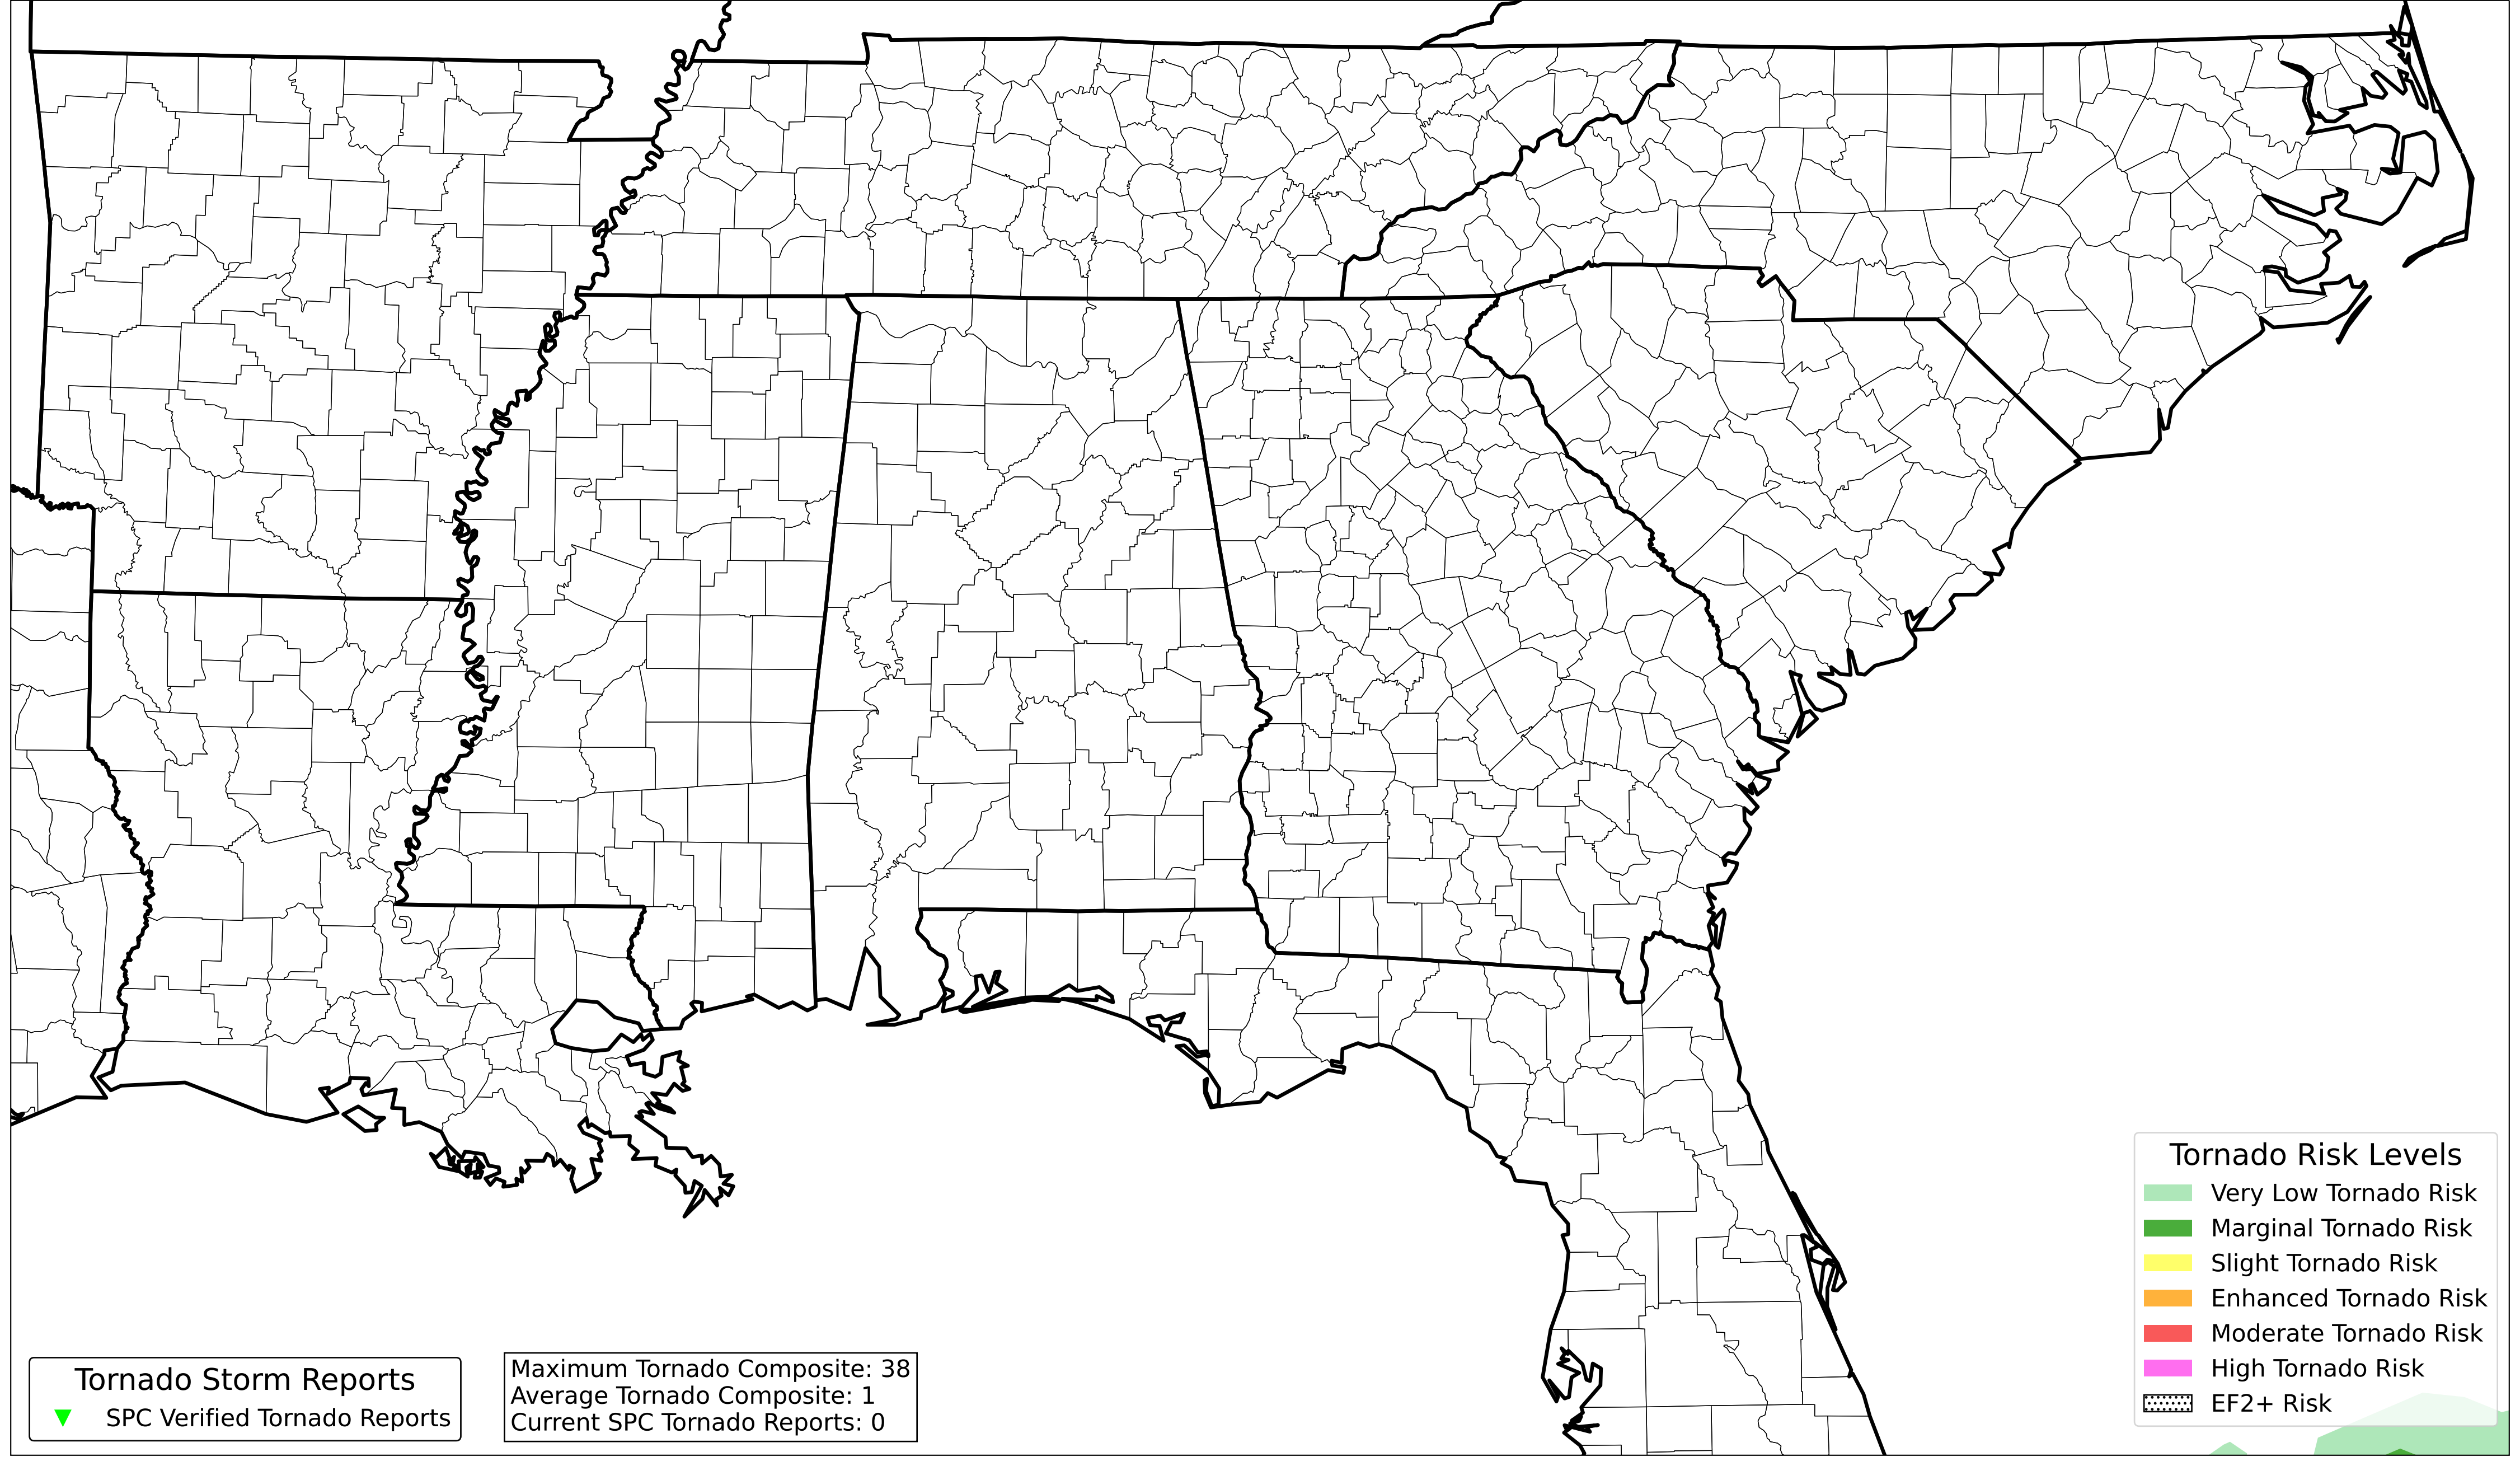 Tornado Storm Reports
SPC Verified Tornado Reports
Maximum Tornado Composite: 38
Average Tornado Composite: 1
Current SPC Tornado Reports: 0
Tornado Risk Levels
Very Low Tornado Risk
Marginal Tornado Risk
Slight Tornado Risk
Enhanced Tornado Risk
Moderate Tornado Risk
High Tornado Risk
EF2+ Risk